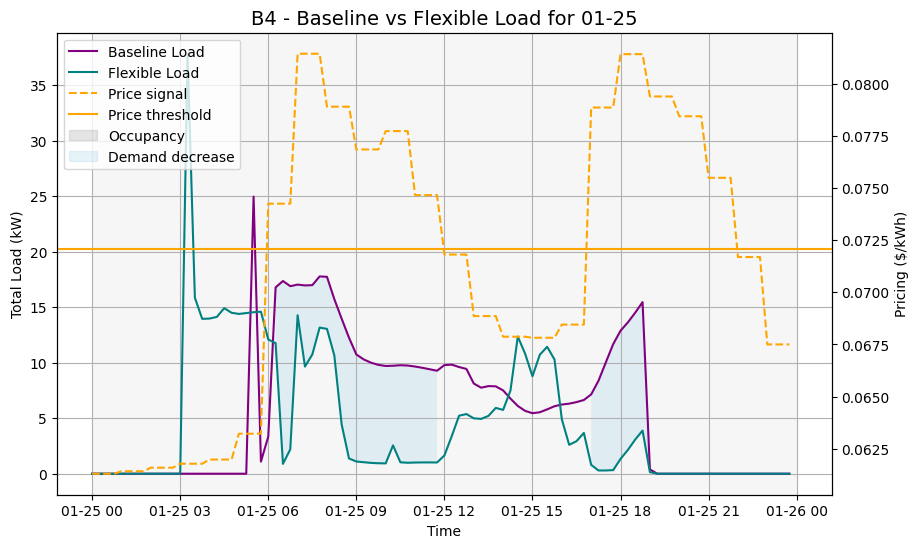 B4 - Baseline vs Flexible Load for 01-25
Baseline Load
Flexible Load
Price signal
Price threshold
Occupancy
Demand decrease
Total Load (kW)
35
30
25
20
15
10
5
0
0.0800
0.0775
0.0750
0.0725
0.0700
0.0675
0.0650
0.0625
Pricing ($/kWh)
01-25 00
01-25 03
01-25 06
01-25 09
01-25 12
01-25 15
01-25 18
01-25 21
01-26 00
Time